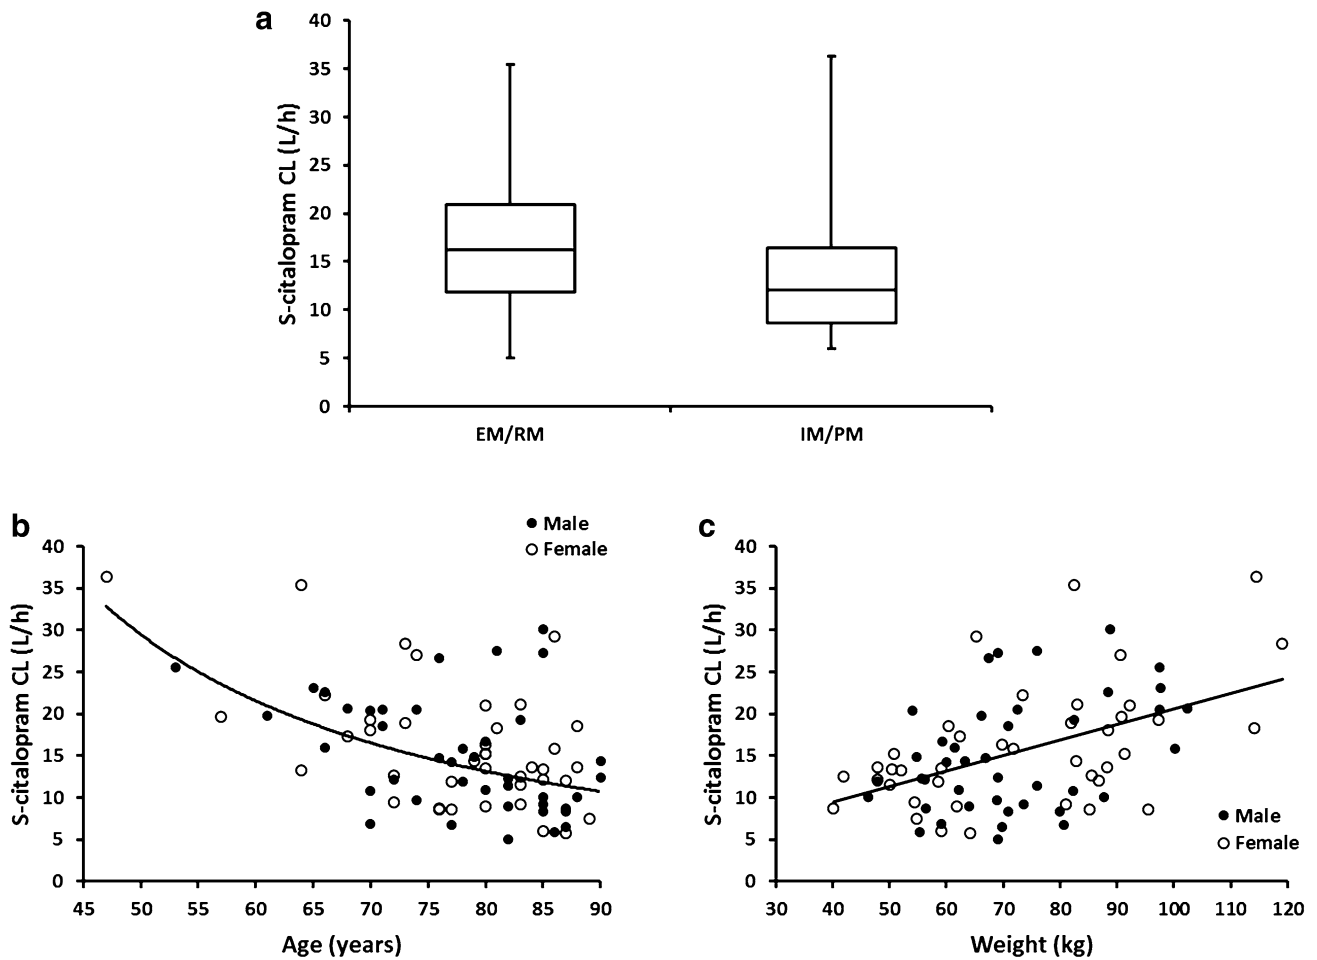 a
S-citalopram CL (L/h)
40
35
30
25
20
15
10
5
0
EM/RM IM/PM
b
Male
Female
S-citalopram CL (L/h)
40
35
30
25
20
15
10
5
0
45 50 55 60 65 70 75 80 85 90
Age (years)
c
S-citalopram CL (L/h)
40
35
30
25
20
15
10
5
0
Male
Female
30 40 50 60 70 80 90 100 110 120
Weight (kg)